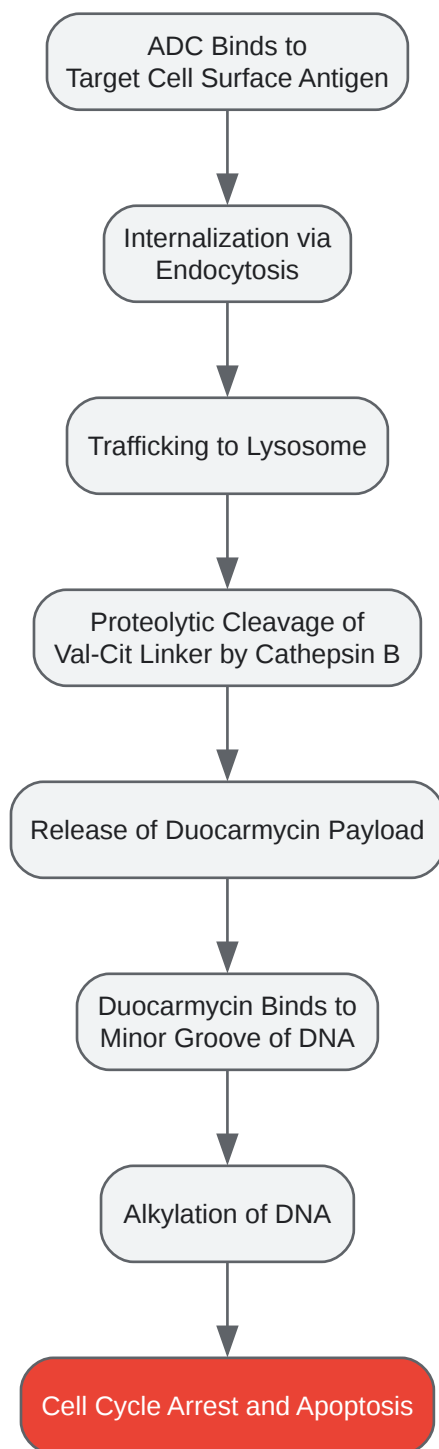 ADC Binds to
Target Cell Surface Antigen
Internalization via
Endocytosis
Trafficking to Lysosome
Proteolytic Cleavage of
Val-Cit Linker by Cathepsin B
Release of Duocarmycin Payload
Duocarmycin Binds to
Minor Groove of DNA
Alkylation of DNA
Cell Cycle Arrest and Apoptosis